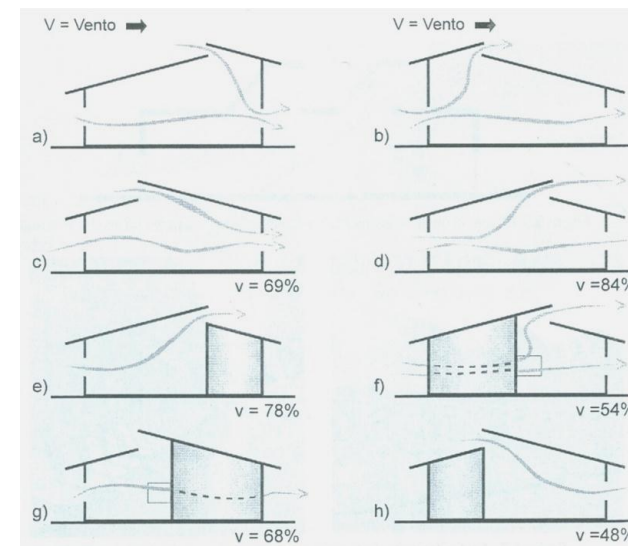 V = Vento
V = Vento
a)
b)
c)
v = 69%
d)
v = 84%
e)
v = 78%
f)
v =54%
g)
v = 68%
h)
v = 48%